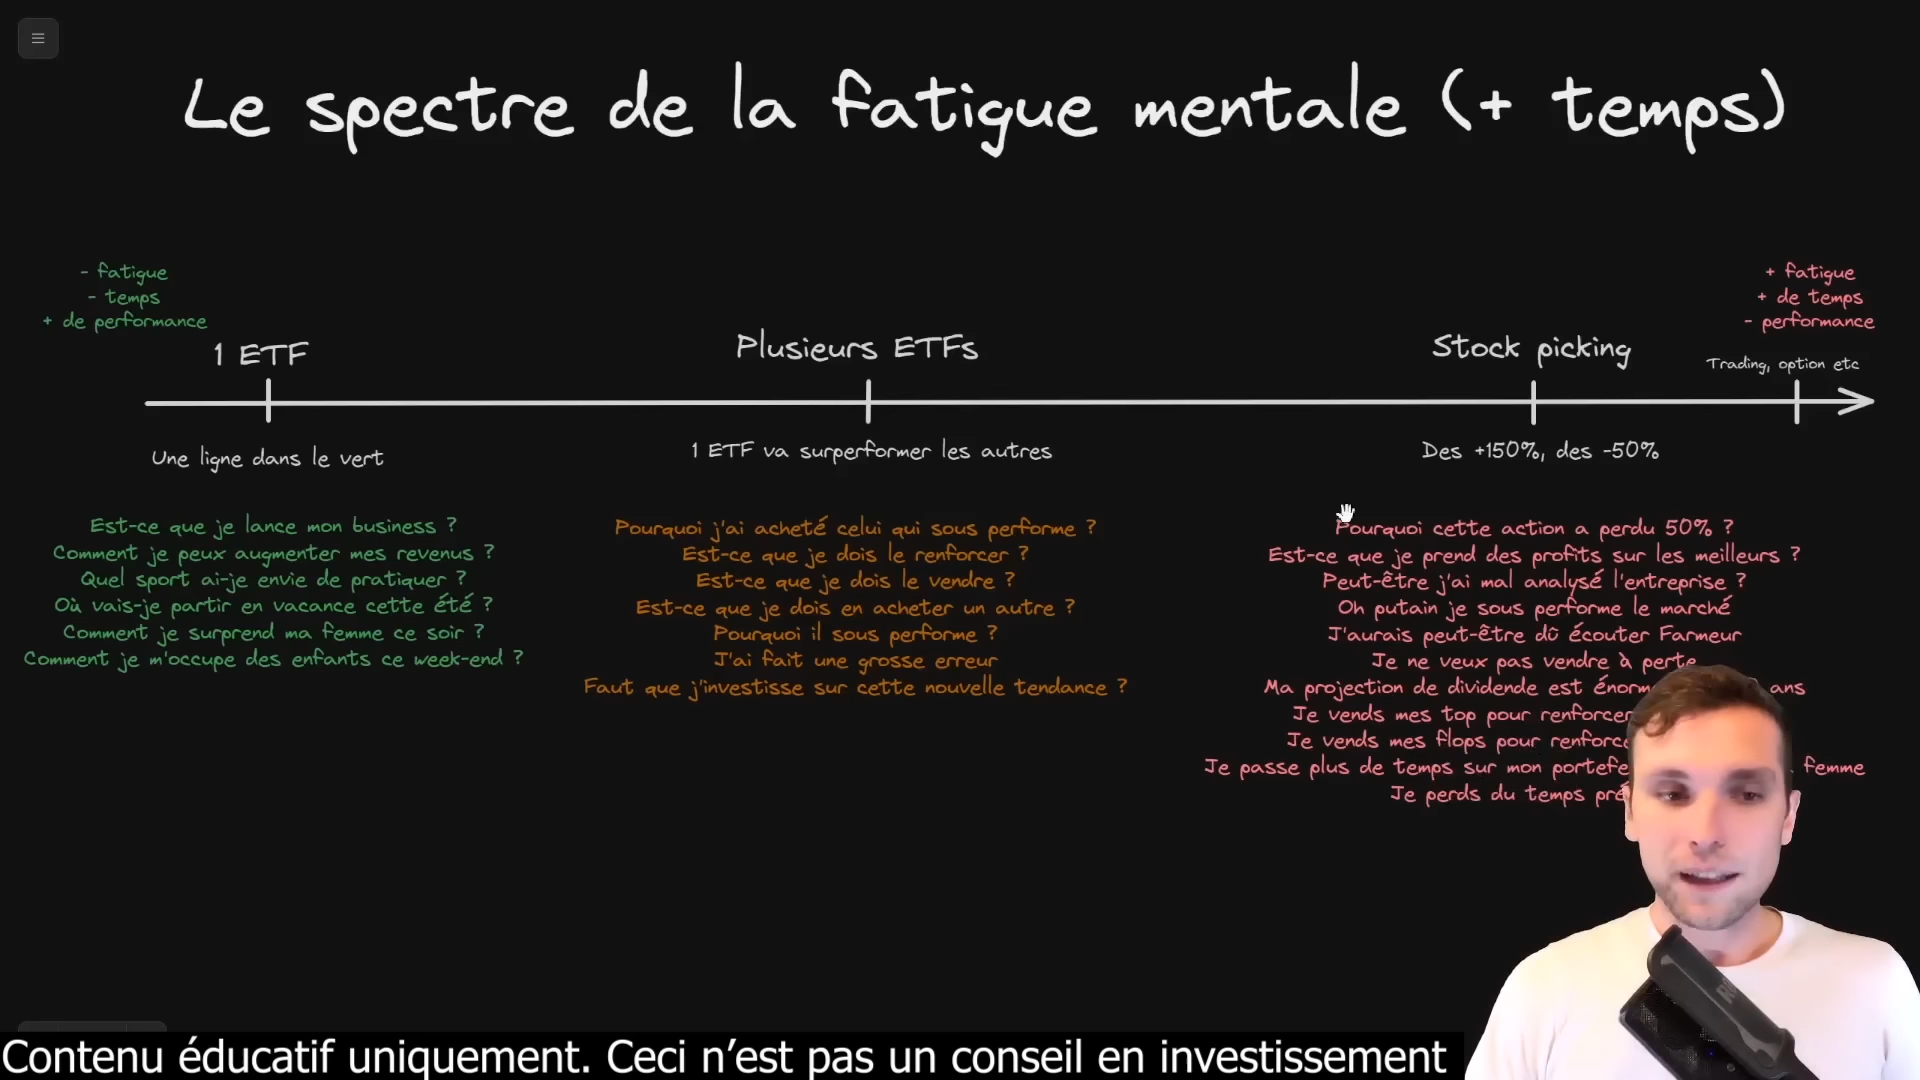 Le spectre de la fatigue mentale (+ temps)
- fatigue
- temps
+ de performance
+ fatigue
+ de temps
- performance
1 ETF
Plusieurs ETFs
Stock picking
Trading, option etc
Une ligne dans le vert
1 ETF va surperformer les autres
Des +150%, des -50%
Est-ce que je lance mon business ?
Comment je peux augmenter mes revenus ?
Quel sport ai-je envie de pratiquer ?
Où vais-je partir en vacance cette été ?
Comment je surprend ma femme ce soir ?
Comment je m'occupe des enfants ce week-end ?
Pourquoi j'ai acheté celui qui sous performe ?
Est-ce que je dois le renforcer ?
Est-ce que je dois le vendre ?
Est-ce que je dois en acheter un autre ?
Pourquoi il sous performe ?
J'ai fait une grosse erreur
Faut que j'investisse sur cette nouvelle tendance ?
Pourquoi cette action a perdu 50% ?
Est-ce que je prend des profits sur les meilleurs ?
Peut-être j'ai mal analysé l'entreprise ?
Oh putain je sous performe le marché
J'aurais peut-être dû écouter Farmeur
Je ne veux pas vendre à perte
Ma projection de dividende est ans
Je vends mes top pour
Je vends mes flops pour
Je passe plus de temps sur mon femme
Je perds du temps
Contenu éducatif uniquement. Ceci n'est pas un conseil en investissement